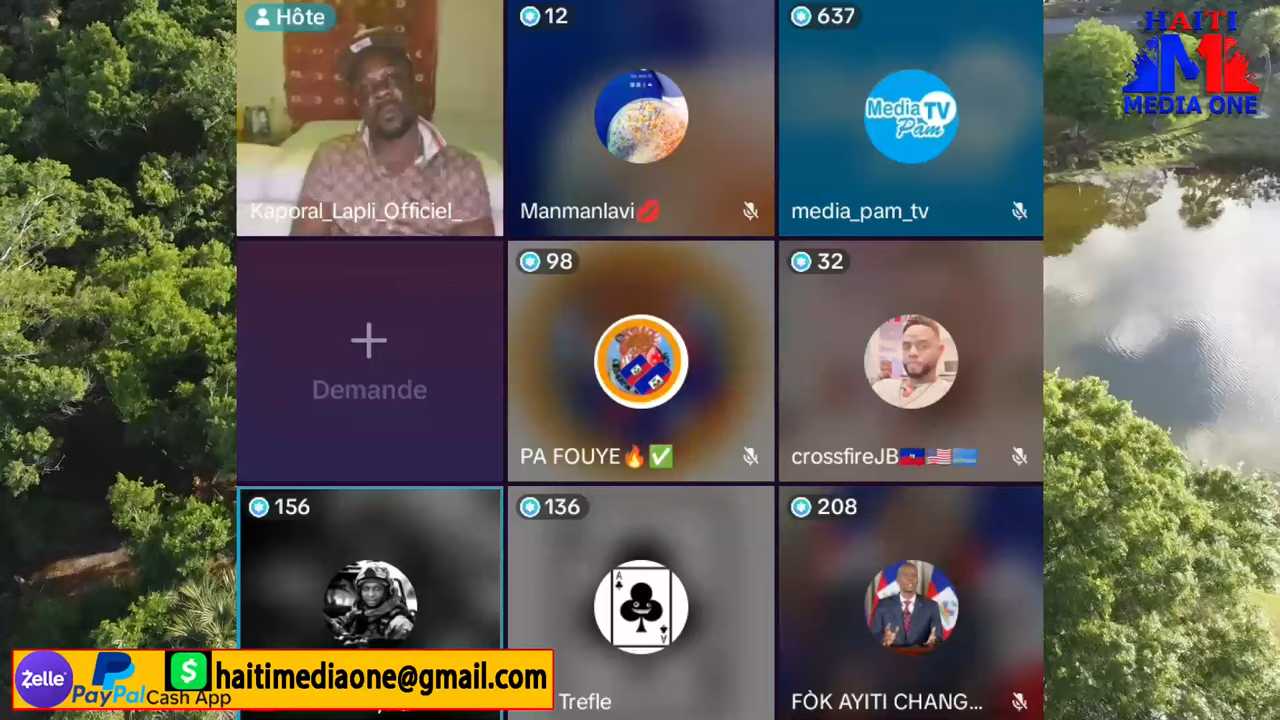 Hôte
12
637
HAITI
MEDIA ONE
Media TV
Pam
Kaporal_Lapli_Officiel_
Manmanlavi💋
media_pam_tv
98
32
Demande
PA FOUYE🔥✅
crossfireJB🇭🇹🇺🇸🇦🇼
156
136
208
A
A
Zelle
PayPal
Cash App
haitimediaone@gmail.com
Trefle
FÒK AYITI CHANG...